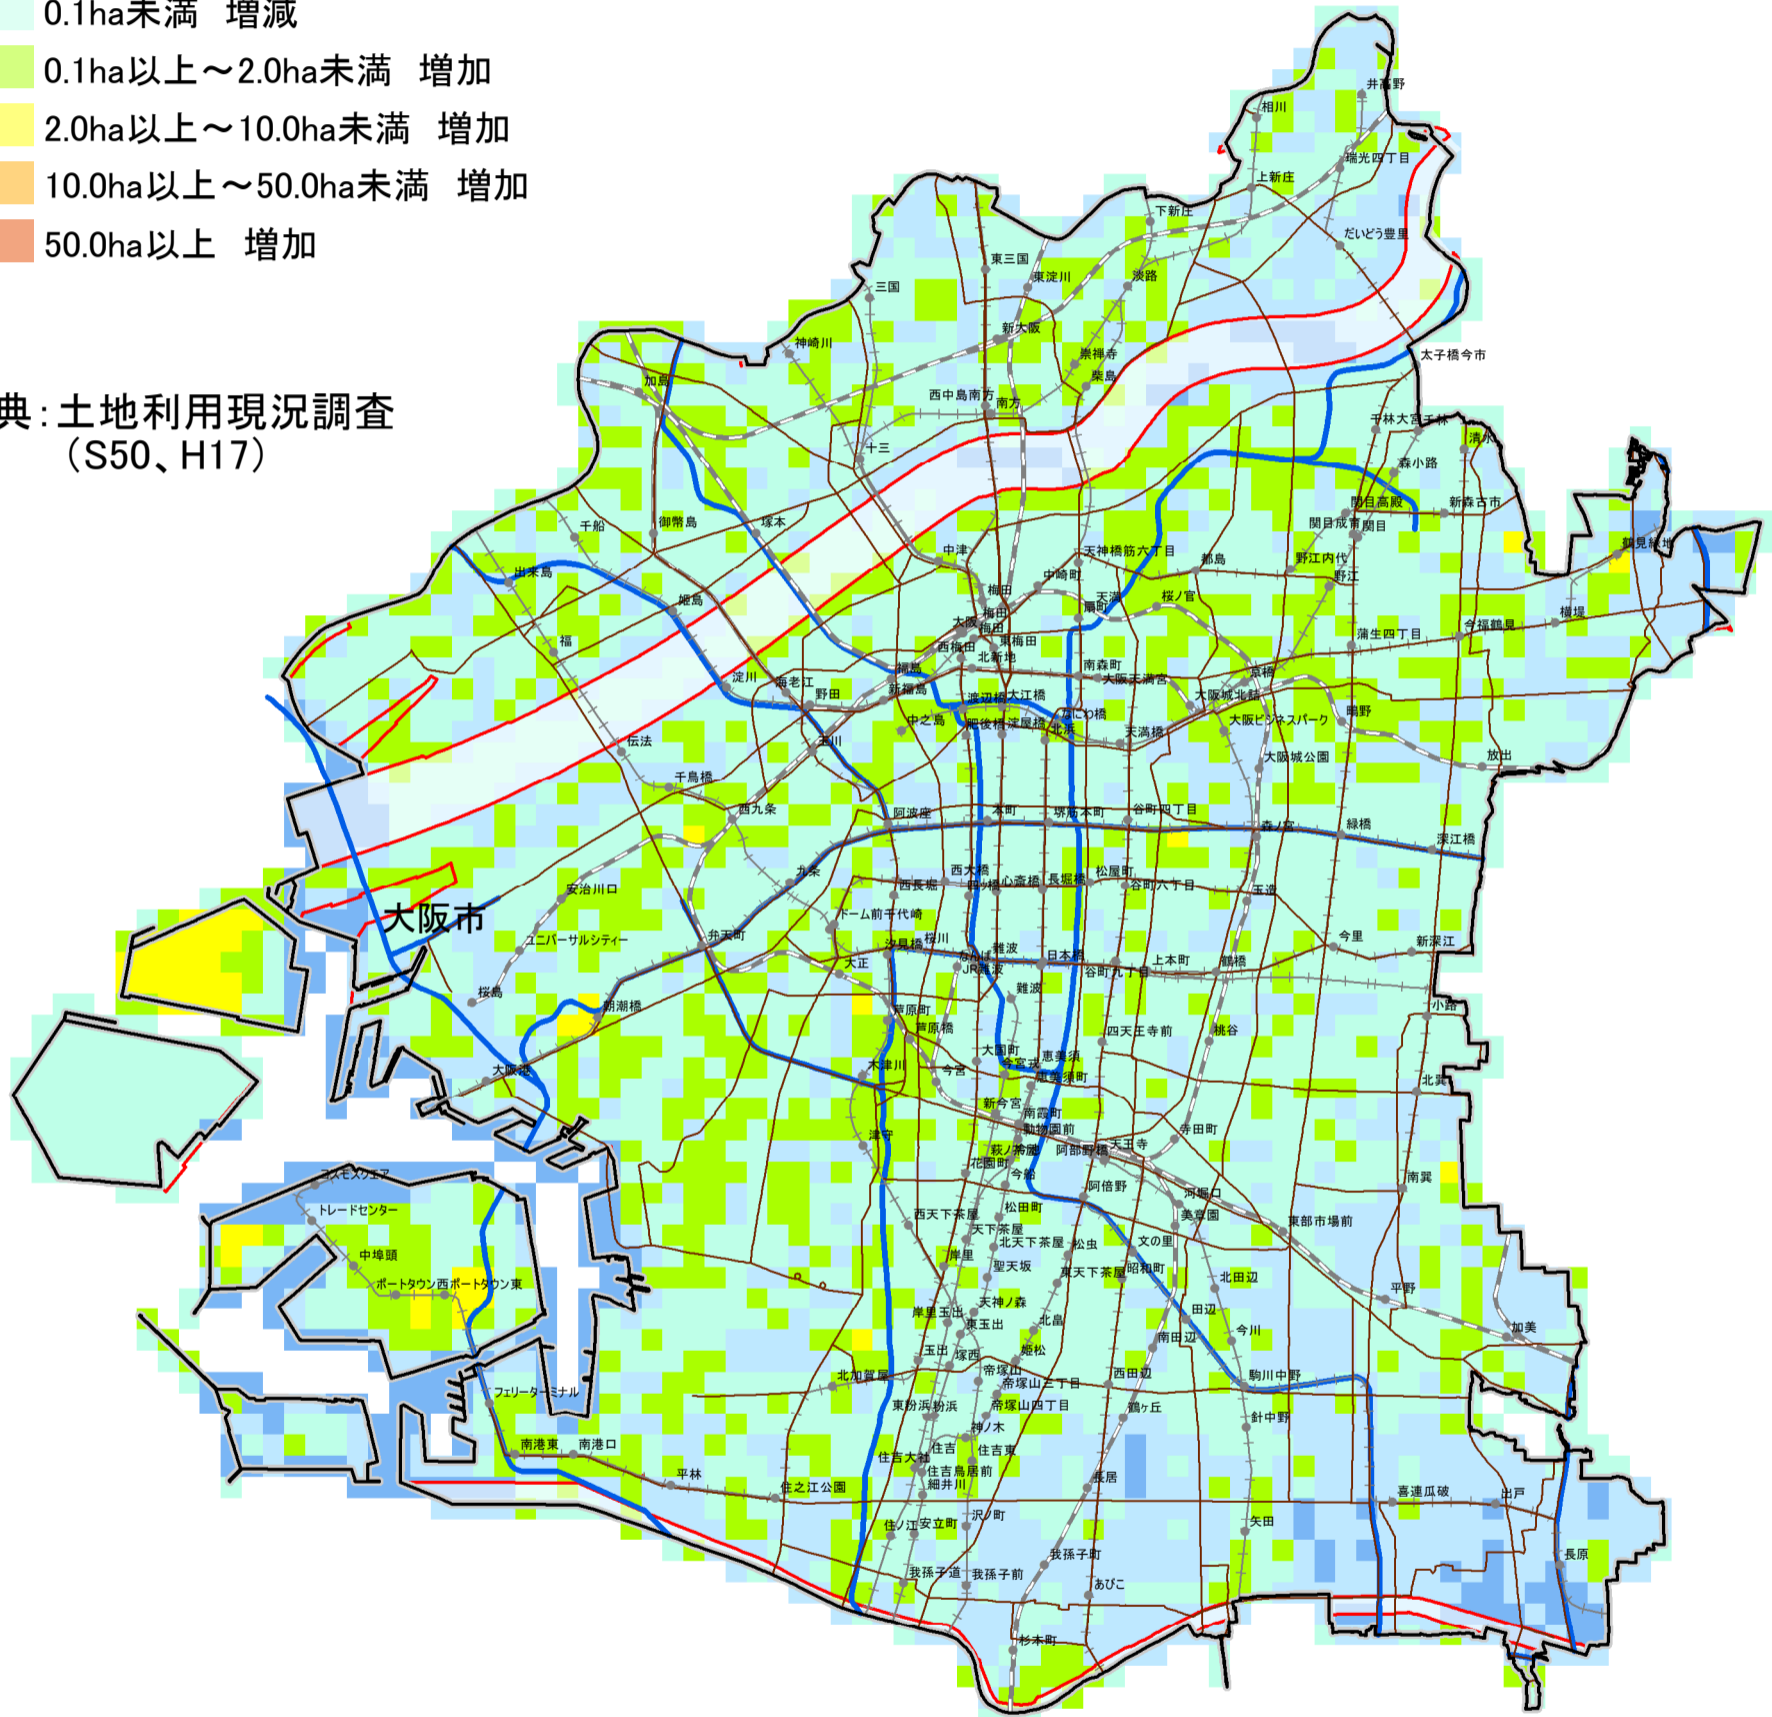 0.1ha未満 増減
0.1ha以上～2.0ha未満 増加
2.0ha以上～10.0ha未満 増加
10.0ha以上～50.0ha未満 増加
50.0ha以上 増加
典：土地利用現況調査
（S50、H17）
井高野
相川
瑞光四丁目
上新庄
下新庄
だいどう豊里
東三国
東淀川
淡路
三国
新大阪
神崎川
崇禅寺
太子橋今市
加島
柴島
西中島南方
南方
千林大宮
千林
清水
十三
森小路
関目高殿
新森古市
千船
御幣島
塚本
関目成育
関目
鶴見緑地
中津
天神橋筋六丁目
都島
野江内代
出来島
中崎町
野江
梅田
天満
桜ノ宮
姫島
扇町
横堤
梅田
大阪
梅田
蒲生四丁目
今福鶴見
福
東梅田
西梅田
北新地
福島
南森町
京橋
淀川
海老江
新福島
大阪天満宮
大阪城北詰
野田
渡辺橋
大江橋
なにわ橋
鴫野
中之島
肥後橋
淀屋橋
北浜
天満橋
大阪ビジネスパーク
伝法
玉川
大阪城公園
放出
千鳥橋
西九条
阿波座
本町
堺筋本町
谷町四丁目
森ノ宮
緑橋
深江橋
九条
西大橋
松屋町
安治川口
西長堀
四ツ橋
心斎橋
長堀橋
谷町六丁目
玉造
大阪市
ドーム前千代崎
ユニバーサルシティー
弁天町
汐見橋
桜川
難波
今里
新深江
大正
なんば
JR難波
日本橋
谷町九丁目
上本町
鶴橋
桜島
難波
小路
朝潮橋
芦原町
芦原橋
四天王寺前
桃谷
大国町
恵美須
大阪港
木津川
今宮
今宮戎
恵美須町
北巽
新今宮
南霞町
動物園前
津守
萩ノ茶屋
阿部野橋
天王寺
寺田町
コスモスクエア
花園町
今船
阿倍野
河堀口
南巽
トレードセンター
西天下茶屋
松田町
美章園
東部市場前
天下茶屋
中埠頭
岸里
北天下茶屋
松虫
文の里
ポートタウン西
ポートタウン東
聖天坂
東天下茶屋
昭和町
北田辺
平野
岸里玉出
天神ノ森
田辺
東玉出
北畠
今川
加美
玉出
塚西
姫松
南田辺
北加賀屋
帝塚山
西田辺
駒川中野
フェリーターミナル
帝塚山三丁目
東粉浜
粉浜
帝塚山四丁目
鶴ヶ丘
針中野
神ノ木
南港東
南港口
住吉
住吉東
住吉大社
住吉鳥居前
平林
住之江公園
細井川
長居
喜連瓜破
出戸
住ノ江
安立町
沢ノ町
矢田
我孫子町
長原
我孫子道
我孫子前
あびこ
杉本町